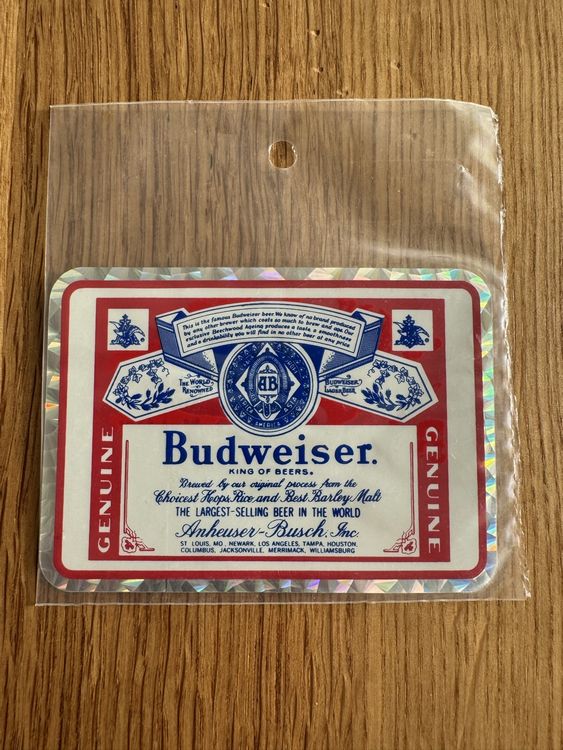 This is the famous Budweiser beer. We know of no brand produced
by any other brewer which costs so much to brew and age. Our
exclusive Beechwood Ageing produces a taste, a smoothness
and a drinkability you will find in no other beer at any price
THE WORLD
RENOWNED
BUDWEISER
LAGER BEER
AB
AMERICA
GENUINE
GENUINE
Budweiser.
KING OF BEERS.
Brewed by our original process from the
Choicest Hops, Rice and Best Barley Malt
THE LARGEST-SELLING BEER IN THE WORLD
Anheuser-Busch, Inc.
ST LOUIS, MO., NEWARK, LOS ANGELES, TAMPA, HOUSTON,
COLUMBUS, JACKSONVILLE, MERRIMACK, WILLIAMSBURG